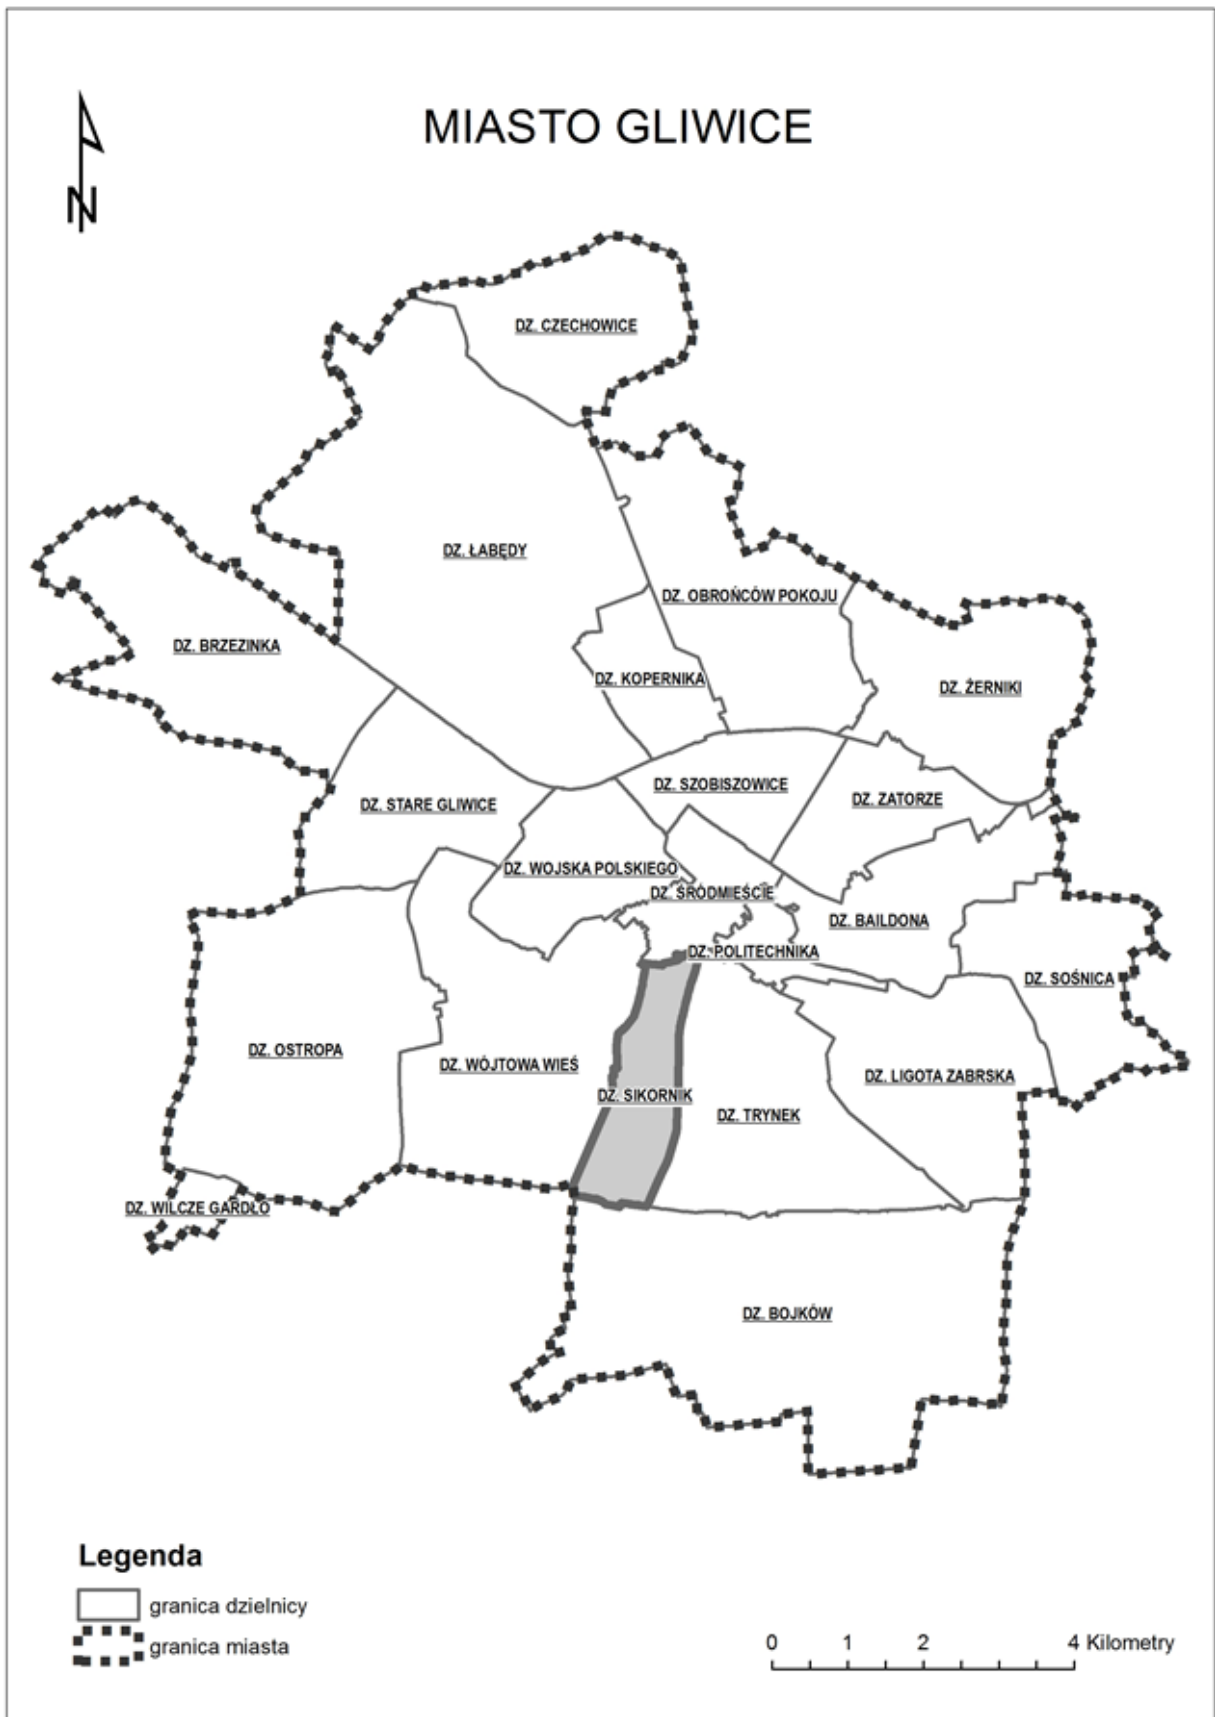 MIASTO GLIWICE
N
DZ. CZECHOWICE
DZ. ŁABĘDY
DZ. OBROŃCÓW POKOJU
DZ. BRZEZINKA
DZ. KOPERNIKA
DZ. ŻERNIKI
DZ. SZOBISZOWICE
DZ. ZATORZE
DZ. STARE GLIWICE
DZ. WOJSKA POLSKIEGO
DZ. ŚRÓDMIEŚCIE
DZ. BAILDONA
DZ. POLITECHNIKA
DZ. SOŚNICA
DZ. OSTROPA
DZ. WÓJTOWA WIEŚ
DZ. LIGOTA ZABRSKA
DZ. SIKORNIK
DZ. TRYNEK
DZ. WILCZE GARDŁO
DZ. BOJKÓW
Legenda
granica dzielnicy
granica miasta
0 1 2 4 Kilometry